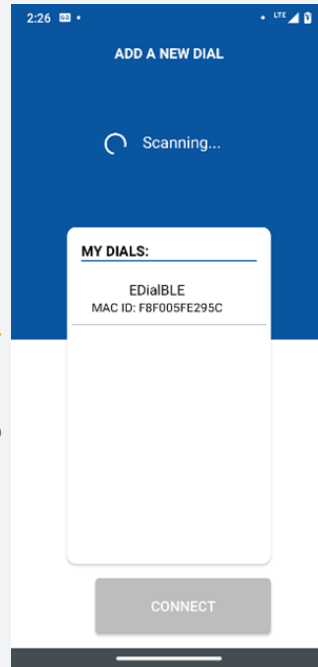 2:26
LTE
ADD A NEW DIAL
Scanning...
MY DIALS:
EDialBLE
MAC ID: F8F005FE295C
CONNECT